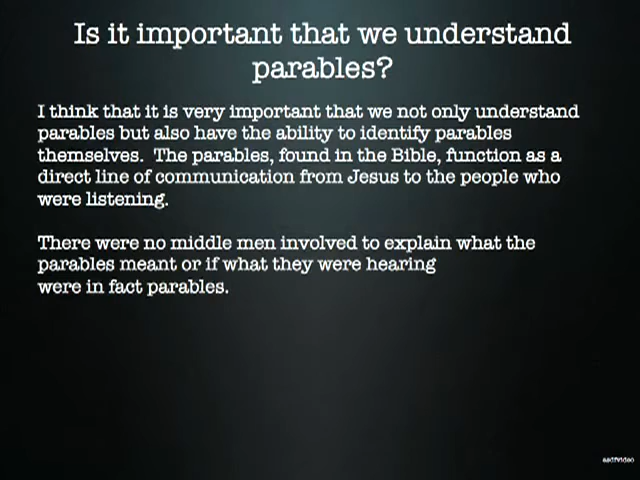 Is it important that we understand
parables?
I think that it is very important that we not only understand
parables but also have the ability to identify parables
themselves.  The parables, found in the Bible, function as a
direct line of communication from Jesus to the people who
were listening.
There were no middle men involved to explain what the
parables meant or if what they were hearing
were in fact parables.